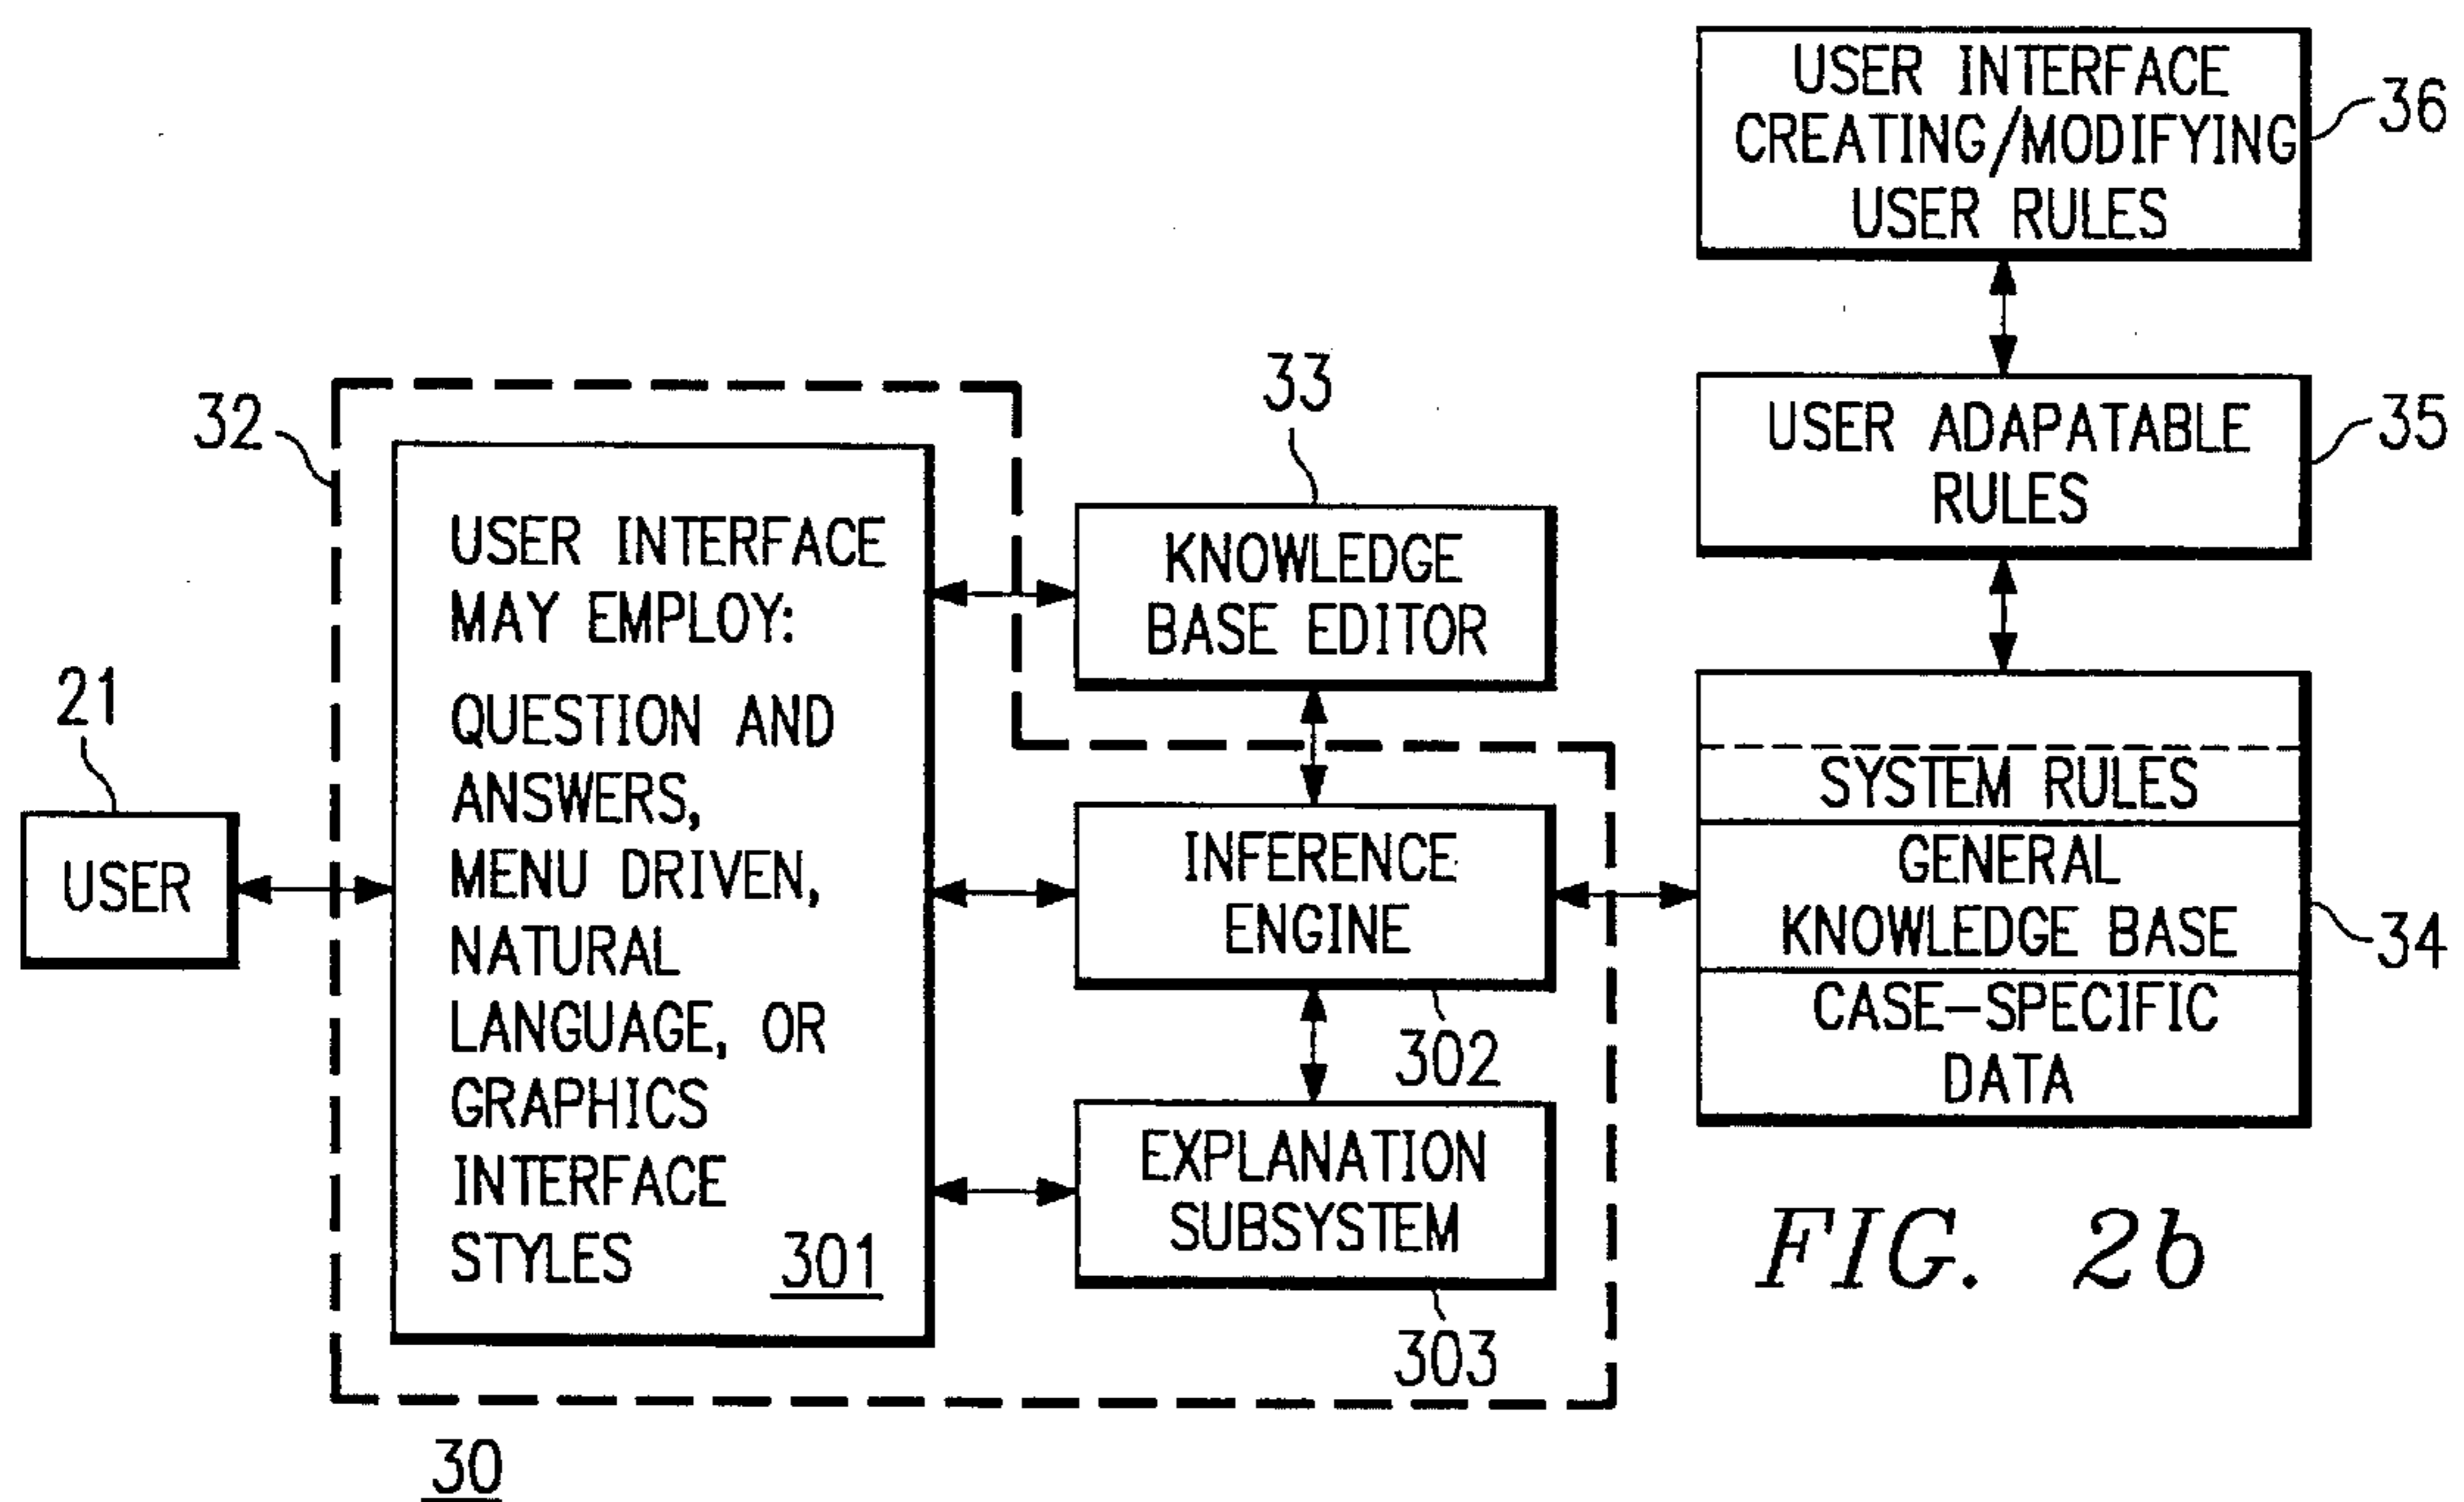 USER INTERFACE
CREATING/MODIFYING
USER RULES
36
USER ADAPATABLE
RULES
35
32
33
KNOWLEDGE
BASE EDITOR
21
USER
USER INTERFACE
MAY EMPLOY:
QUESTION AND
ANSWERS,
MENU DRIVEN,
NATURAL
LANGUAGE, OR
GRAPHICS
INTERFACE
STYLES
301
INFERENCE
ENGINE
302
EXPLANATION
SUBSYSTEM
303
SYSTEM RULES
GENERAL
KNOWLEDGE BASE
34
CASE-SPECIFIC
DATA
30
FIG. 2b